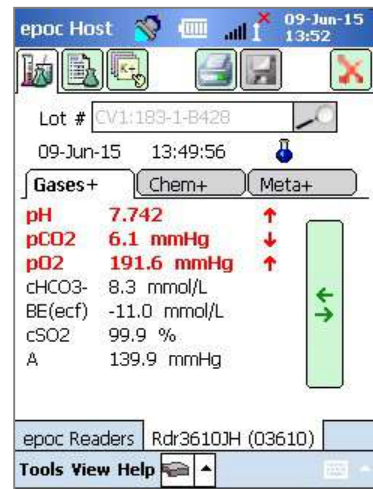 epoc Host 09-Jun-15
13:52
Lot # CV1:183-1-B428
09-Jun-15 13:49:56
Gases+ Chem+ Meta+
pH 7.742 ↑
pCO2 6.1 mmHg ↓
pO2 191.6 mmHg ↑
cHCO3- 8.3 mmol/L
BE(ecf) -11.0 mmol/L
cSO2 99.9 %
A 139.9 mmHg
epoc Readers Rdr3610JH (03610)
Tools View Help